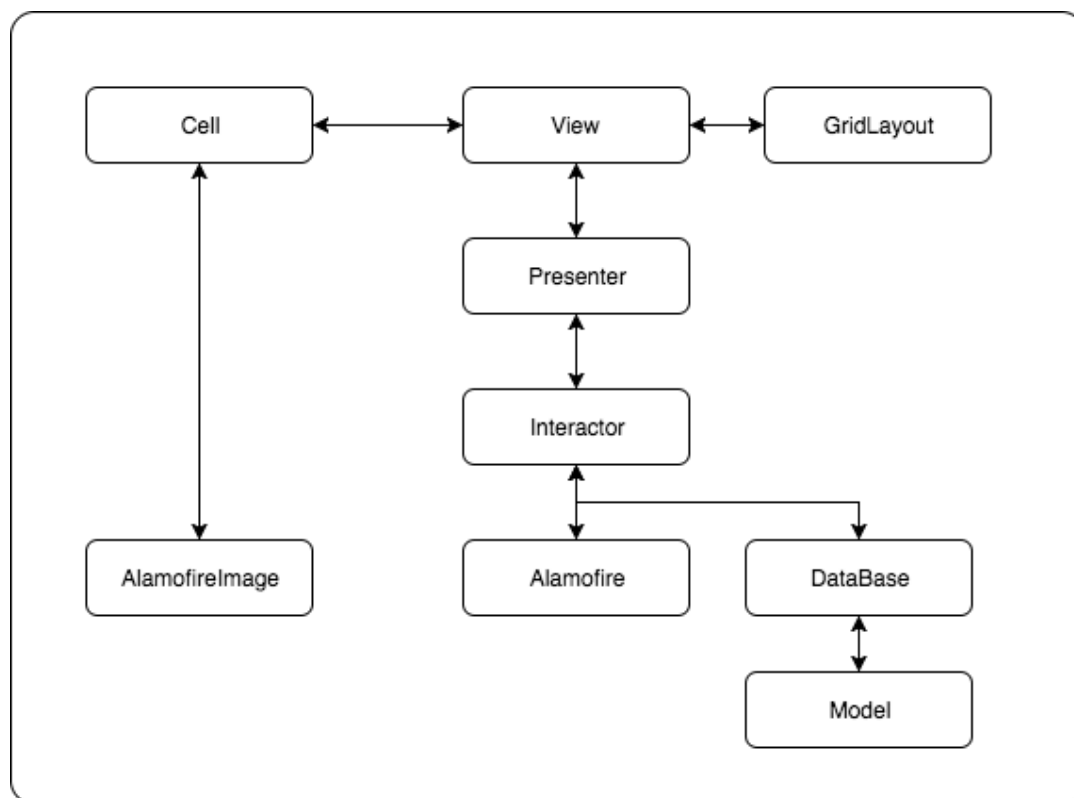 Cell
View
GridLayout
Presenter
Interactor
AlamofireImage
Alamofire
DataBase
Model